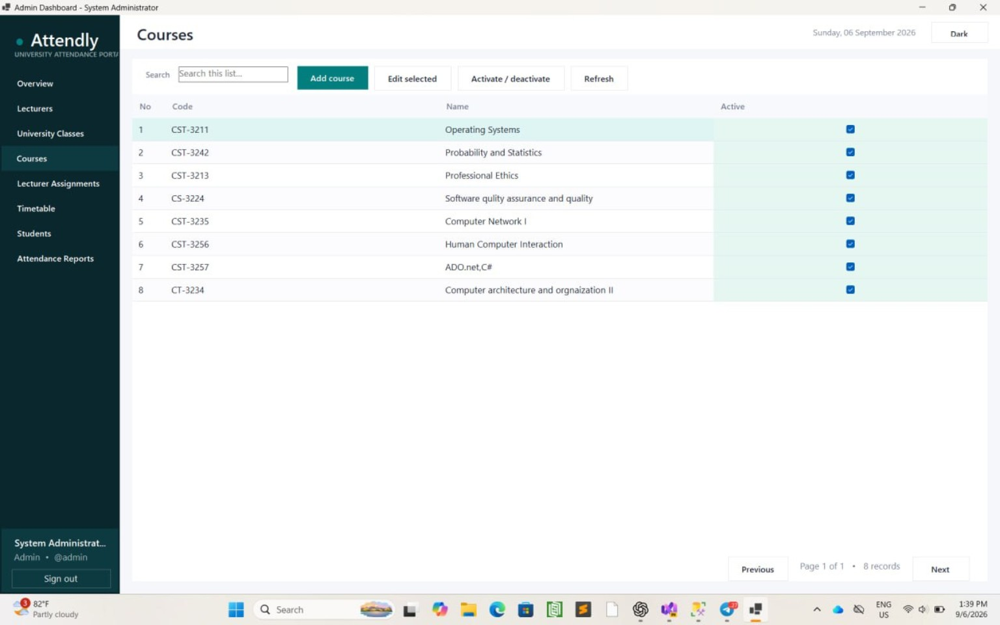 Admin Dashboard - System Administrator
Attendly
UNIVERSITY ATTENDANCE PORTA
Overview
Lecturers
University Classes
Courses
Lecturer Assignments
Timetable
Students
Attendance Reports
System Administrat...
Admin • @admin
Sign out
Courses
Sunday, 06 September 2026
Dark
Search
Search this list...
Add course
Edit selected
Activate / deactivate
Refresh
No Code Name Active
1 CST-3211 Operating Systems
2 CST-3242 Probability and Statistics
3 CST-3213 Professional Ethics
4 CS-3224 Software qulity assurance and quality
5 CST-3235 Computer Network I
6 CST-3256 Human Computer Interaction
7 CST-3257 ADO.net,C#
8 CT-3234 Computer architecture and orgnaization II
Previous
Page 1 of 1 • 8 records
Next
3
82°F
Partly cloudy
Search
ENG
US
1:39 PM
9/6/2026